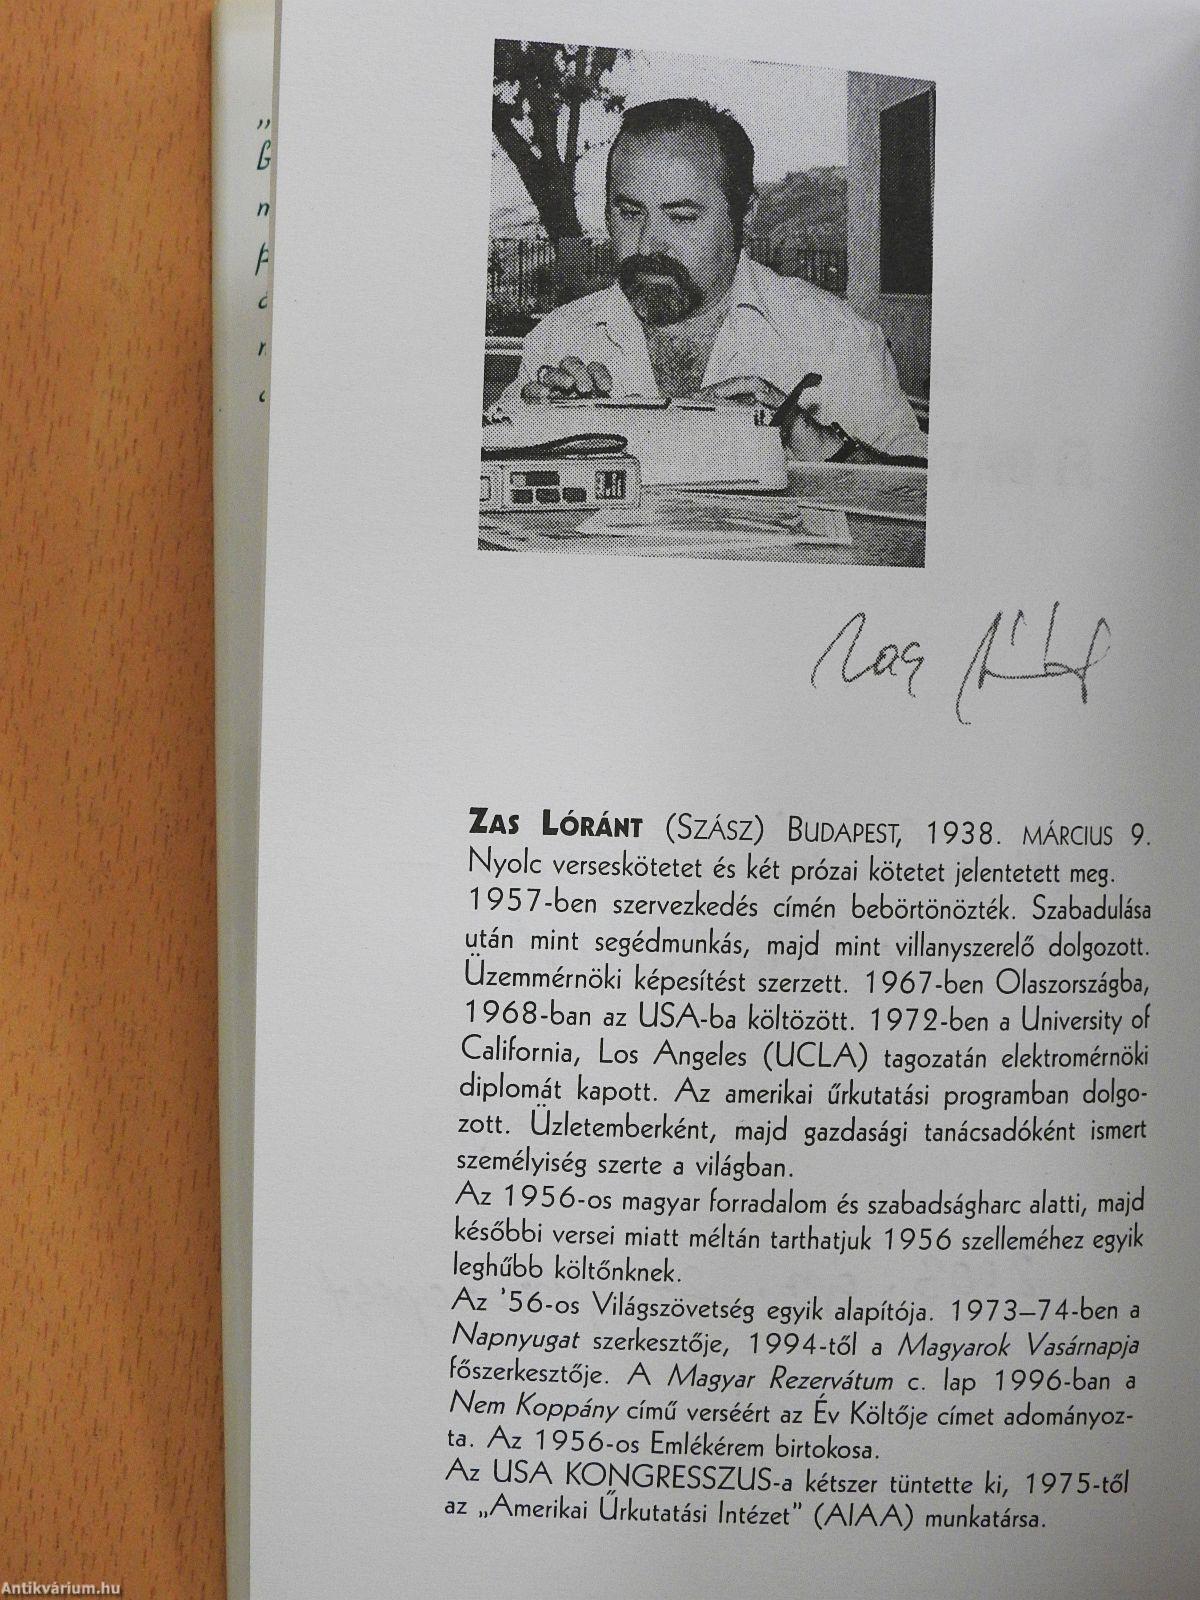 Zas Lóránt
ZAS LÓRÁNT (SZÁSZ) BUDAPEST, 1938. MÁRCIUS 9.
Nyolc verseskötetet és két prózai kötetet jelentetett meg.
1957-ben szervezkedés címén bebörtönözték. Szabadulása
után mint segédmunkás, majd mint villanyszerelő dolgozott.
Üzemmérnöki képesítést szerzett. 1967-ben Olaszországba,
1968-ban az USA-ba költözött. 1972-ben a University of
California, Los Angeles (UCLA) tagozatán elektromérnöki
diplomát kapott. Az amerikai űrkutatási programban dolgo-
zott. Üzletemberként, majd gazdasági tanácsadóként ismert
személyiség szerte a világban.
Az 1956-os magyar forradalom és szabadságharc alatti, majd
későbbi versei miatt méltán tarthatjuk 1956 szelleméhez egyik
leghűbb költőnknek.
Az '56-os Világszövetség egyik alapítója. 1973–74-ben a
Napnyugat szerkesztője, 1994-től a Magyarok Vasárnapja
főszerkesztője. A Magyar Rezervátum c. lap 1996-ban a
Nem Koppány című verséért az Év Költője címet adományoz-
ta. Az 1956-os Emlékérem birtokosa.
Az USA KONGRESSZUS-a kétszer tüntette ki, 1975-től
az „Amerikai Űrkutatási Intézet" (AIAA) munkatársa.
Antikvárium.hu